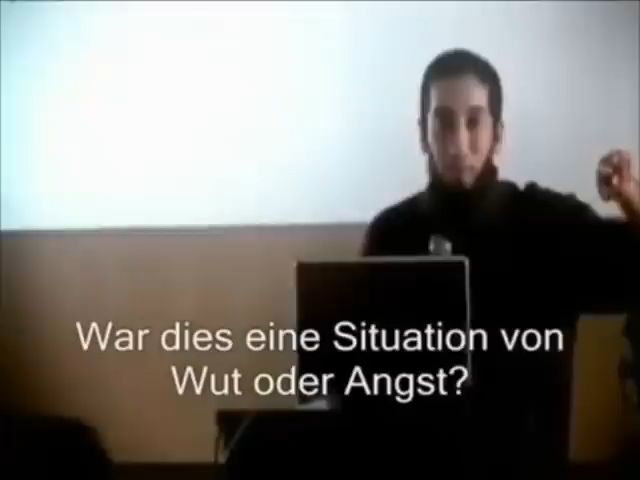 War dies eine Situation von
Wut oder Angst?